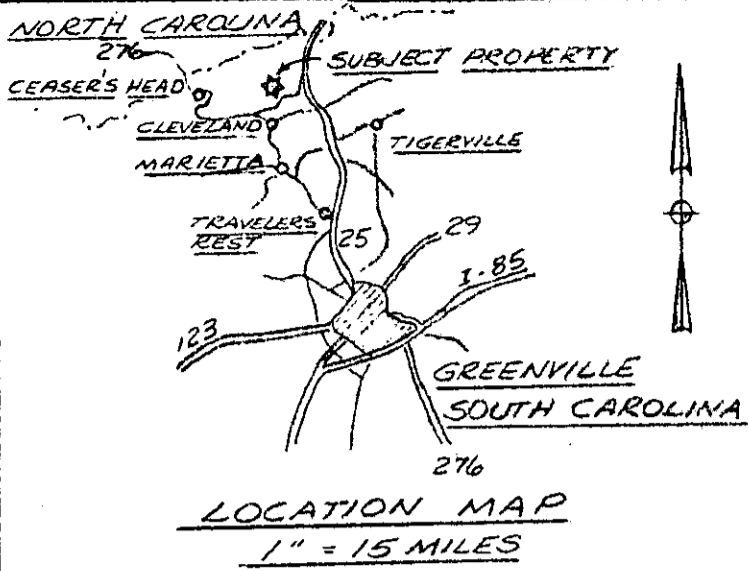 NORTH CAROLINA
276
SUBJECT PROPERTY
CEASER'S HEAD
CLEVELAND
TIGERVILLE
MARIETTA
TRAVELERS
REST
25
29
I-85
123
GREENVILLE
SOUTH CAROLINA
276
LOCATION MAP
1" = 15 MILES